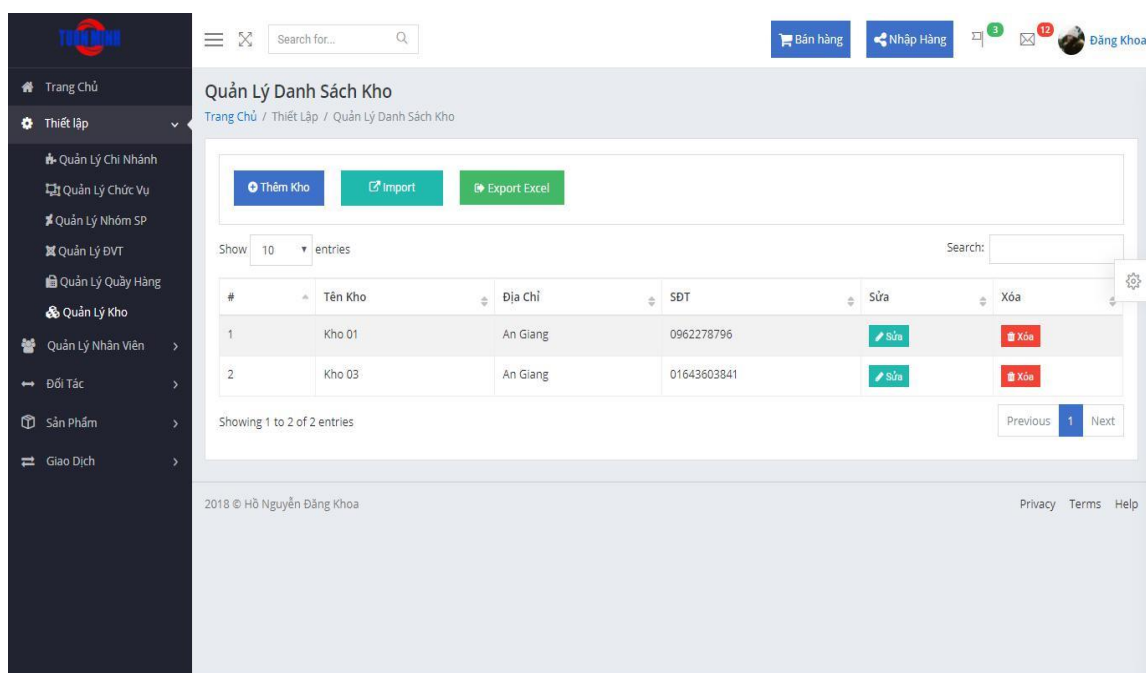 TUẤN MINH
Search for...
Bán hàng
Nhập Hàng
3
12
Đăng Khoa
Trang Chủ
Thiết lập
Quản Lý Chi Nhánh
Quản Lý Chức Vụ
Quản Lý Nhóm SP
Quản Lý ĐVT
Quản Lý Quầy Hàng
Quản Lý Kho
Quản Lý Nhân Viên
Đối Tác
Sản Phẩm
Giao Dịch
Quản Lý Danh Sách Kho
Trang Chủ / Thiết Lập / Quản Lý Danh Sách Kho
Thêm Kho
Import
Export Excel
Show 10 entries
Search:
# Tên Kho Địa Chỉ SĐT Sửa Xóa
1 Kho 01 An Giang 0962278796 Sửa Xóa
2 Kho 03 An Giang 01643603841 Sửa Xóa
Showing 1 to 2 of 2 entries
Previous 1 Next
2018 © Hồ Nguyễn Đăng Khoa
Privacy Terms Help